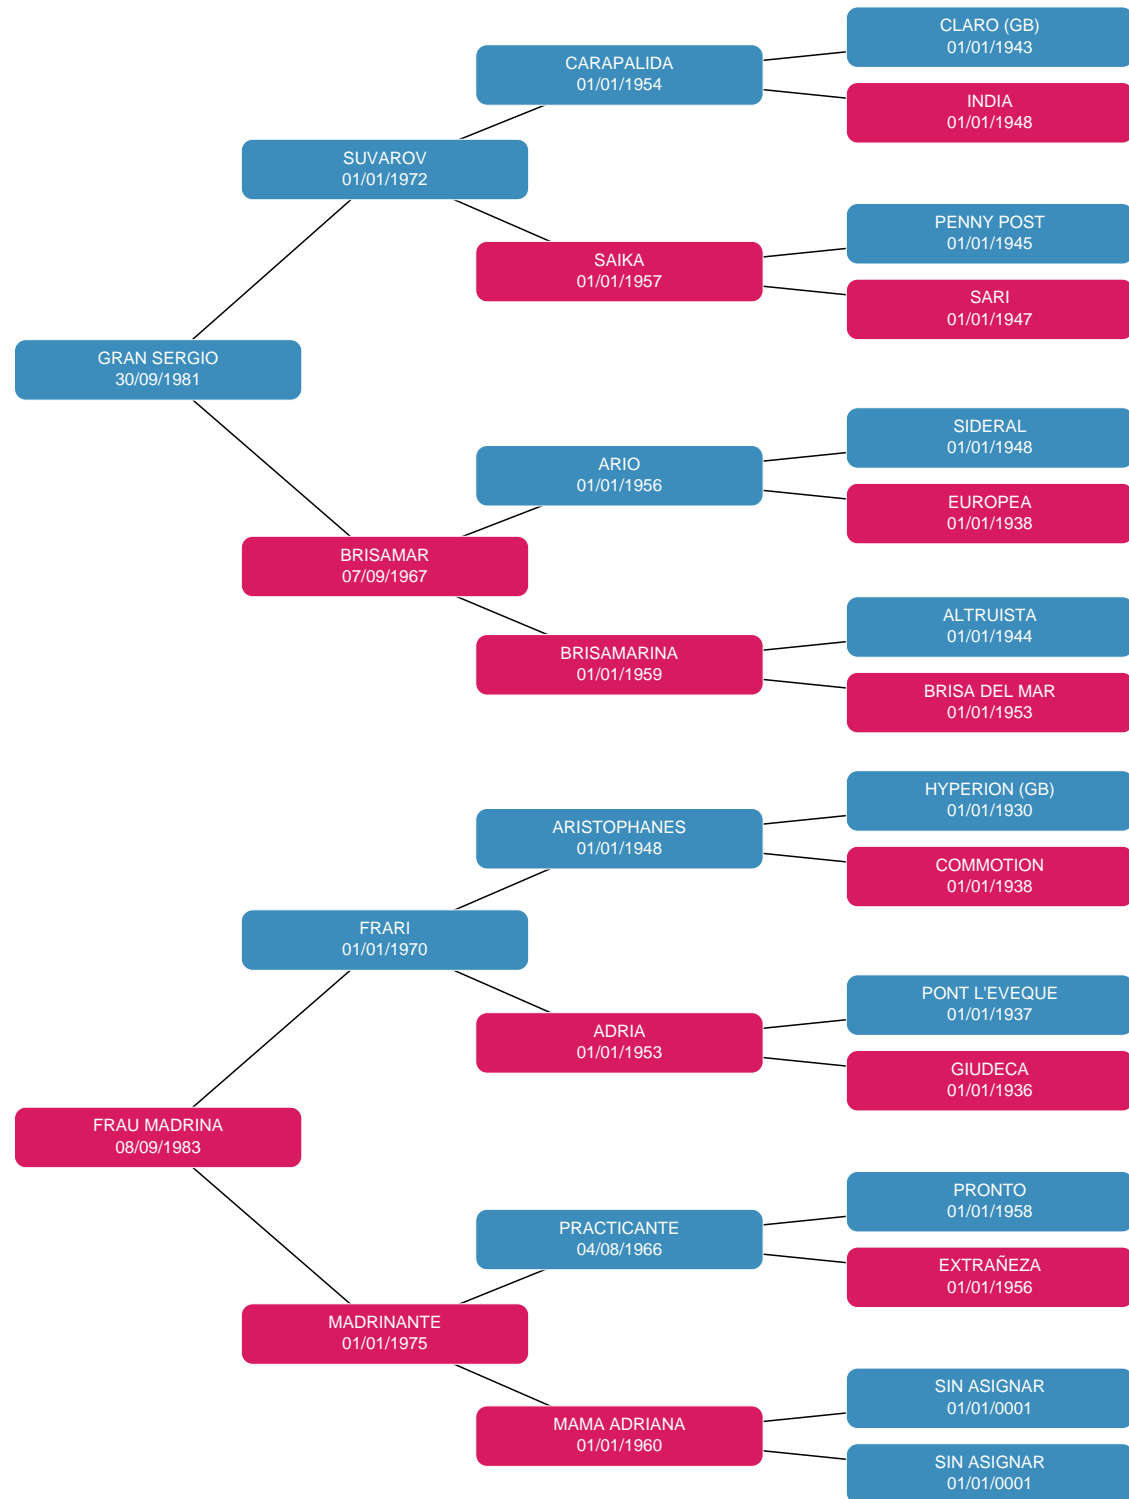 CLARO (GB)
01/01/1943
CARAPALIDA
01/01/1954
INDIA
01/01/1948
SUVAROV
01/01/1972
PENNY POST
01/01/1945
SAIKA
01/01/1957
SARI
01/01/1947
GRAN SERGIO
30/09/1981
SIDERAL
01/01/1948
ARIO
01/01/1956
EUROPEA
01/01/1938
BRISAMAR
07/09/1967
ALTRUISTA
01/01/1944
BRISAMARINA
01/01/1959
BRISA DEL MAR
01/01/1953
HYPERION (GB)
01/01/1930
ARISTOPHANES
01/01/1948
COMMOTION
01/01/1938
FRARI
01/01/1970
PONT L'EVEQUE
01/01/1937
ADRIA
01/01/1953
GIUDECA
01/01/1936
FRAU MADRINA
08/09/1983
PRONTO
01/01/1958
PRACTICANTE
04/08/1966
EXTRAÑEZA
01/01/1956
MADRINANTE
01/01/1975
SIN ASIGNAR
01/01/0001
MAMA ADRIANA
01/01/1960
SIN ASIGNAR
01/01/0001